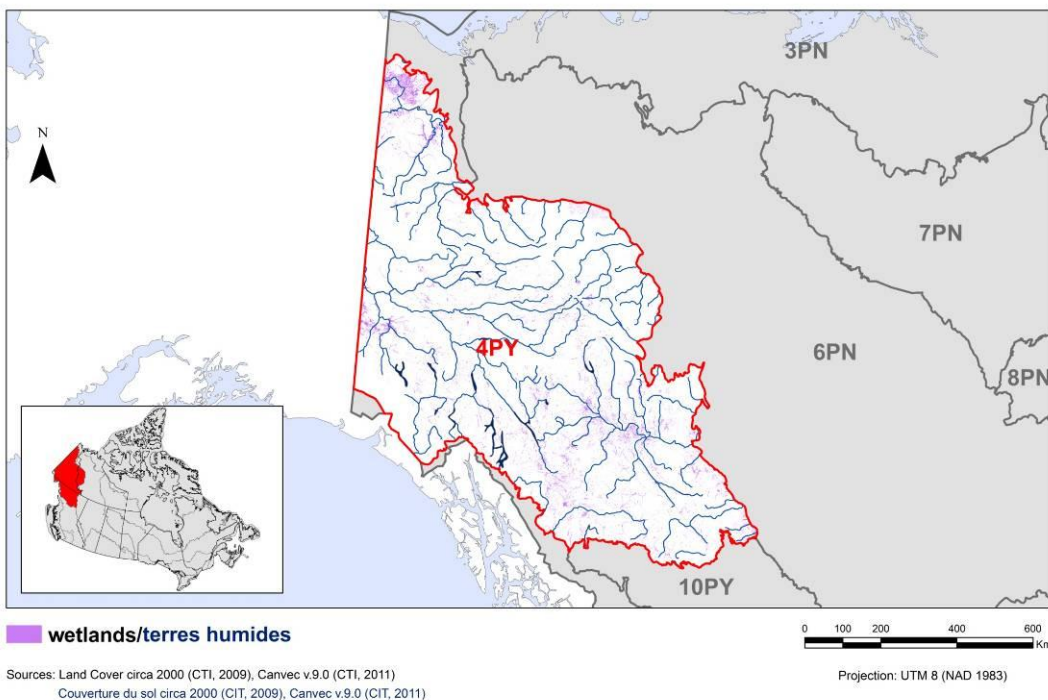 3PN
N
7PN
6PN
4PY
8PN
10PY
wetlands/terres humides
0 100 200 400 600
Km
Sources: Land Cover circa 2000 (CTI, 2009), Canvec v.9.0 (CTI, 2011)
Projection: UTM 8 (NAD 1983)
Couverture du sol circa 2000 (CIT, 2009), Canvec v.9.0 (CIT, 2011)